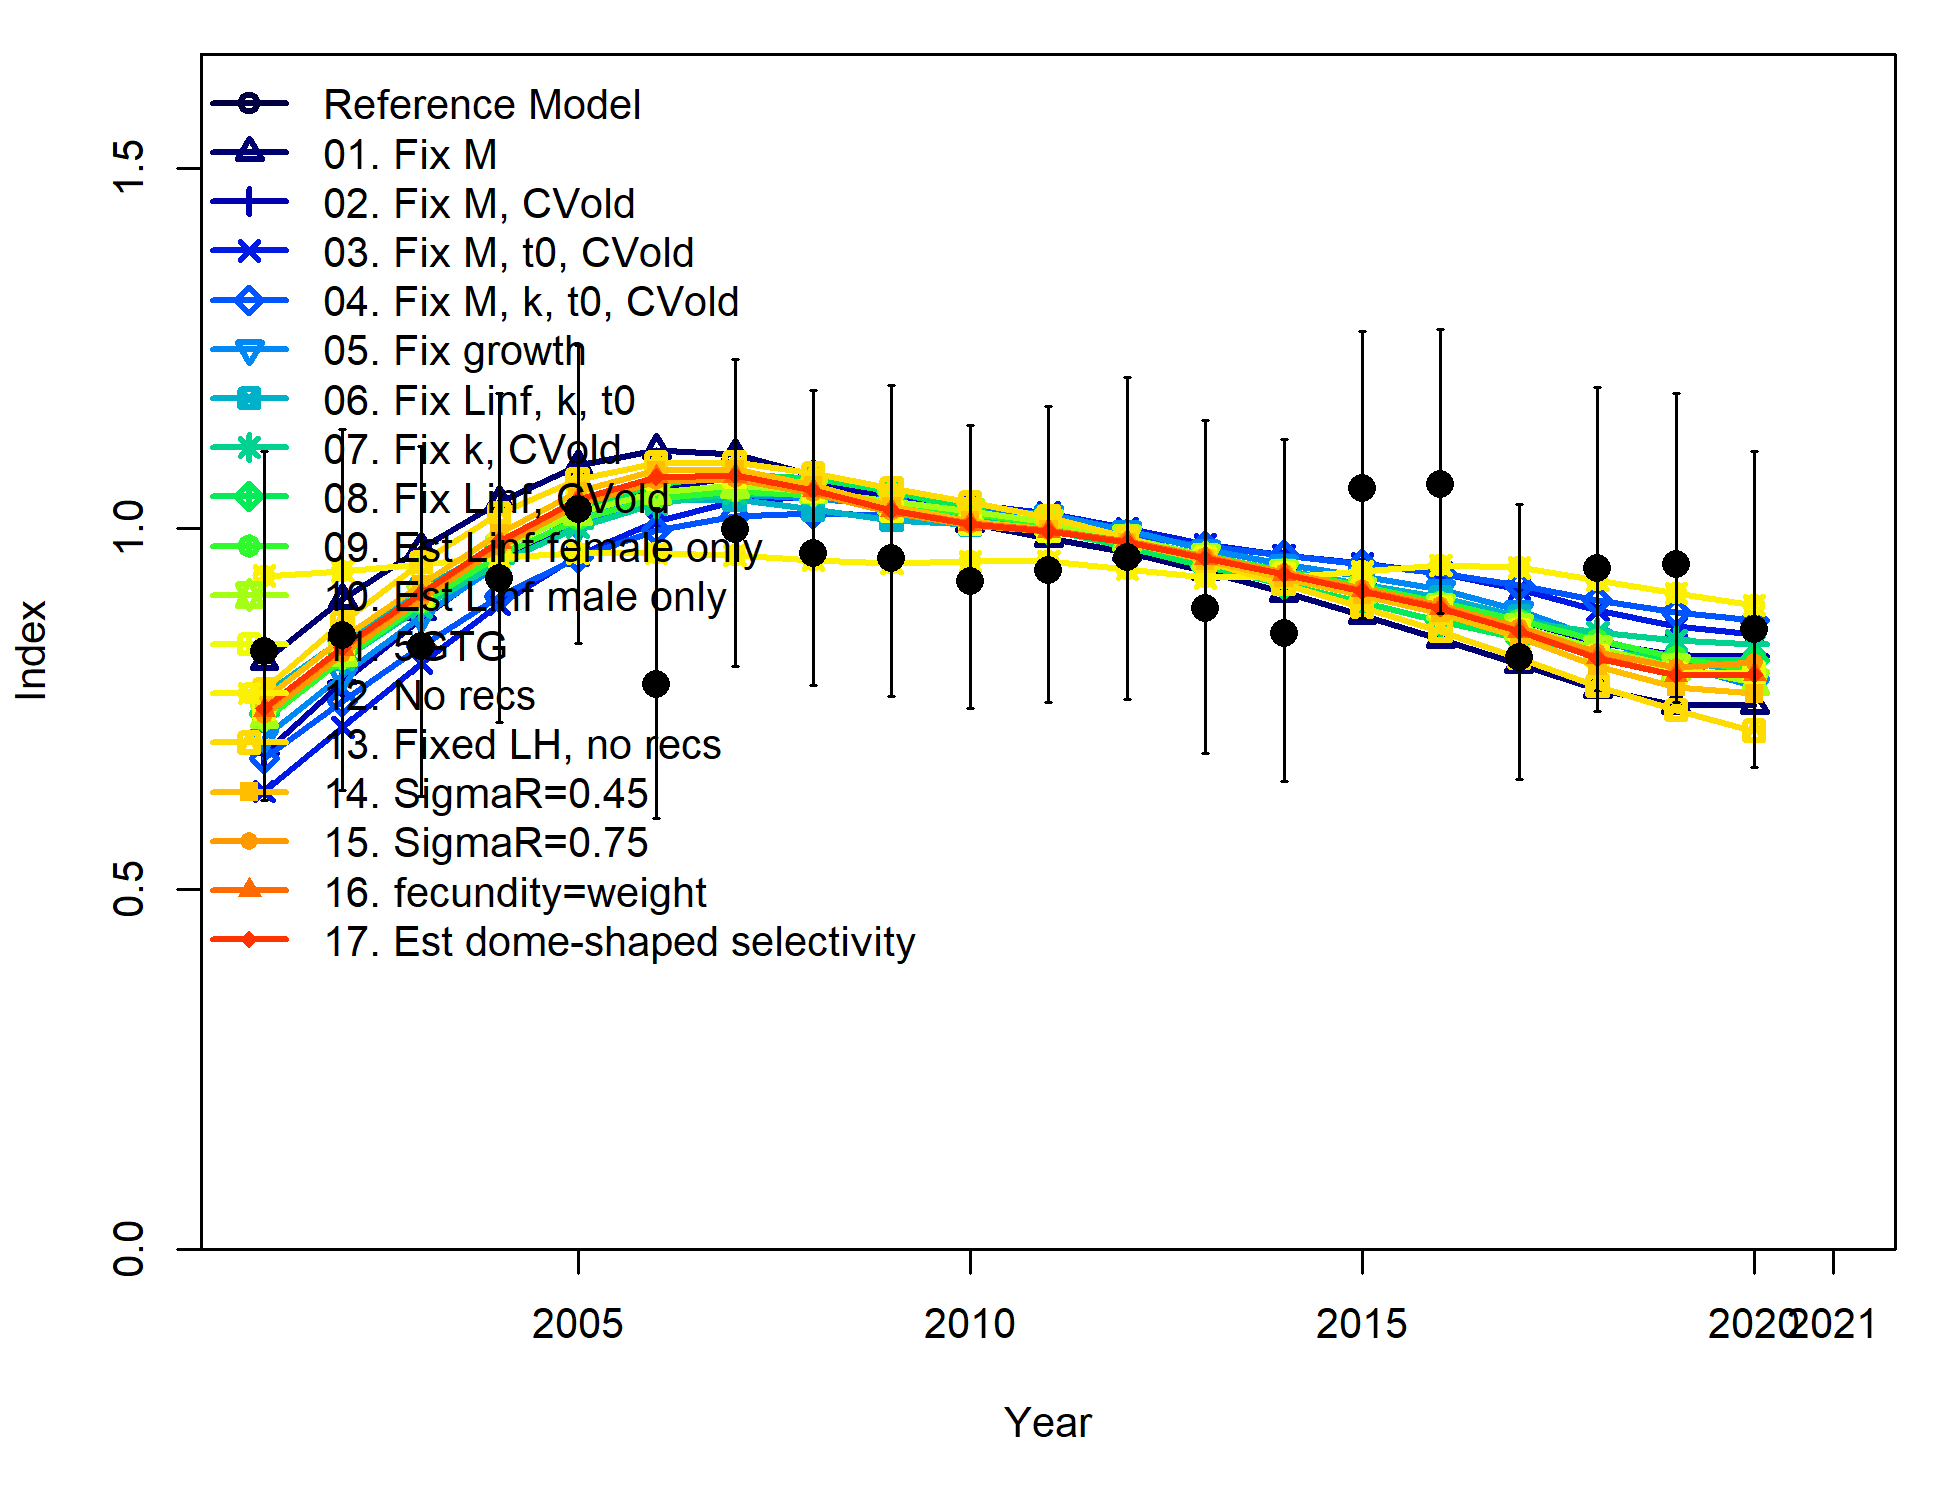 Reference Model
01. Fix M
02. Fix M, CVold
03. Fix M, t0, CVold
04. Fix M, k, t0, CVold
05. Fix growth
06. Fix Linf, k, t0
07. Fix k, CVold
08. Fix Linf, CVold
09. Est Linf female only
10. Est Linf male only
11. 5GTG
12. No recs
13. Fixed LH, no recs
14. SigmaR=0.45
15. SigmaR=0.75
16. fecundity=weight
17. Est dome-shaped selectivity
1.5
1.0
0.5
0.0
Index
2005 2010 2015 2020 2021
Year